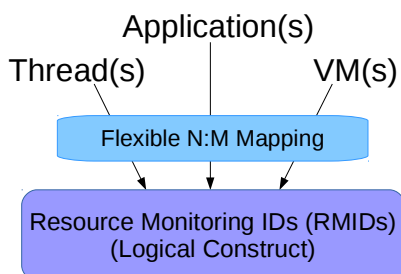 Application(s)
Thread(s)
VM(s)
Flexible N:M Mapping
Resource Monitoring IDs (RMIDs)
(Logical Construct)